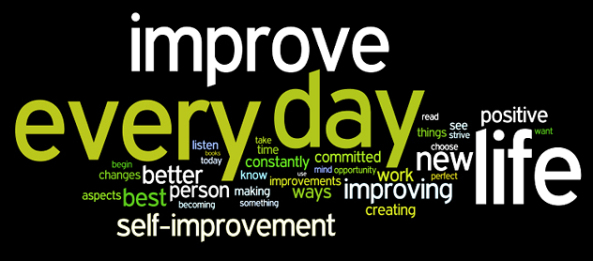 improve
every day
read
see
positive
listen
take
things
strive
want
books
time
choose
today
constantly
committed
new
life
begin
changes
better
know
use
mind
opportunity
work
perfect
improvements
aspects
best
person
making
ways
improving
becoming
something
creating
self-improvement